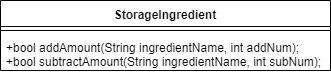 StorageIngredient
+bool addAmount(String ingredientName, int addNum);
+bool subtractAmount(String ingredientName, int subNum);